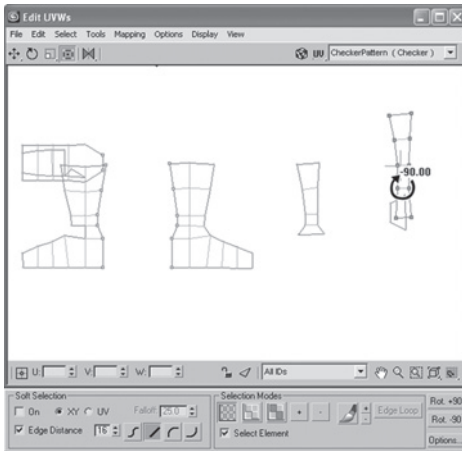 Edit UVWs
File Edit Select Tools Mapping Options Display View
UV CheckerPattern ( Checker )
-90.00
U: V: W: All IDs
Soft Selection
On XY UV Falloff: 25.0
Edge Distance 16
Selection Modes
+ - + - Edge Loop
Select Element
Rot. +90
Rot. -90
Options...